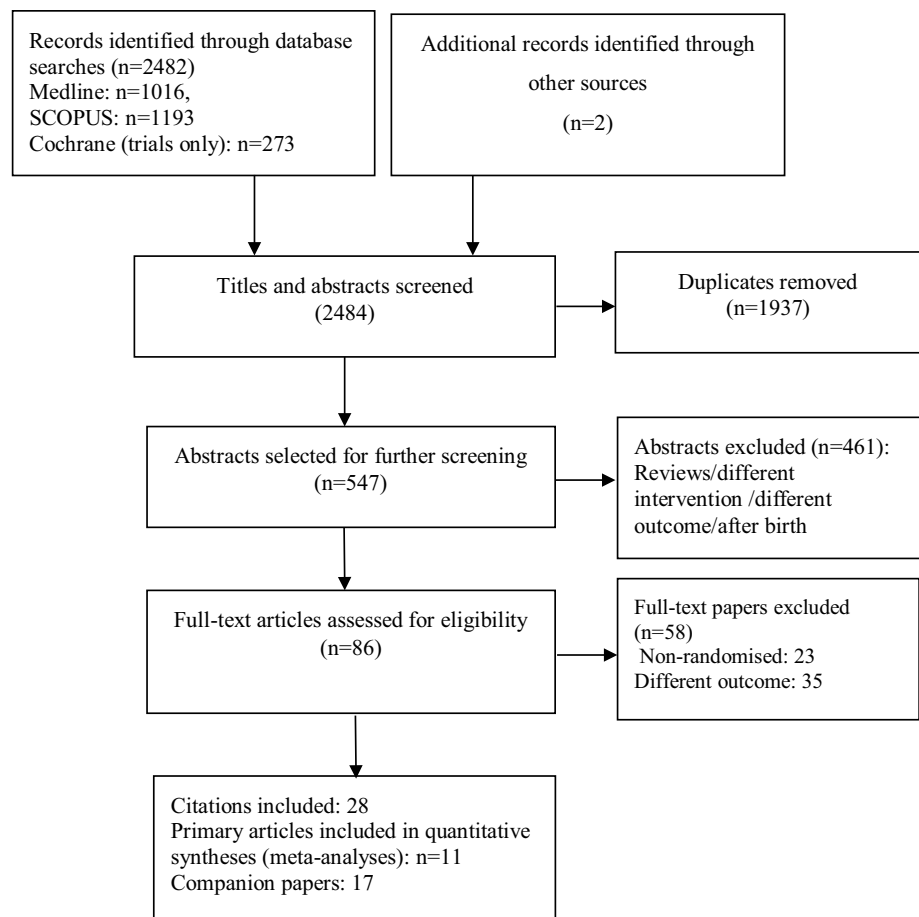 Records identified through database
searches (n=2482)
Medline: n=1016,
SCOPUS: n=1193
Cochrane (trials only): n=273
Additional records identified through
other sources
(n=2)
Titles and abstracts screened
(2484)
Duplicates removed
(n=1937)
Abstracts selected for further screening
(n=547)
Abstracts excluded (n=461):
Reviews/different
intervention /different
outcome/after birth
Full-text articles assessed for eligibility
(n=86)
Full-text papers excluded
(n=58)
Non-randomised: 23
Different outcome: 35
Citations included: 28
Primary articles included in quantitative
syntheses (meta-analyses): n=11
Companion papers: 17